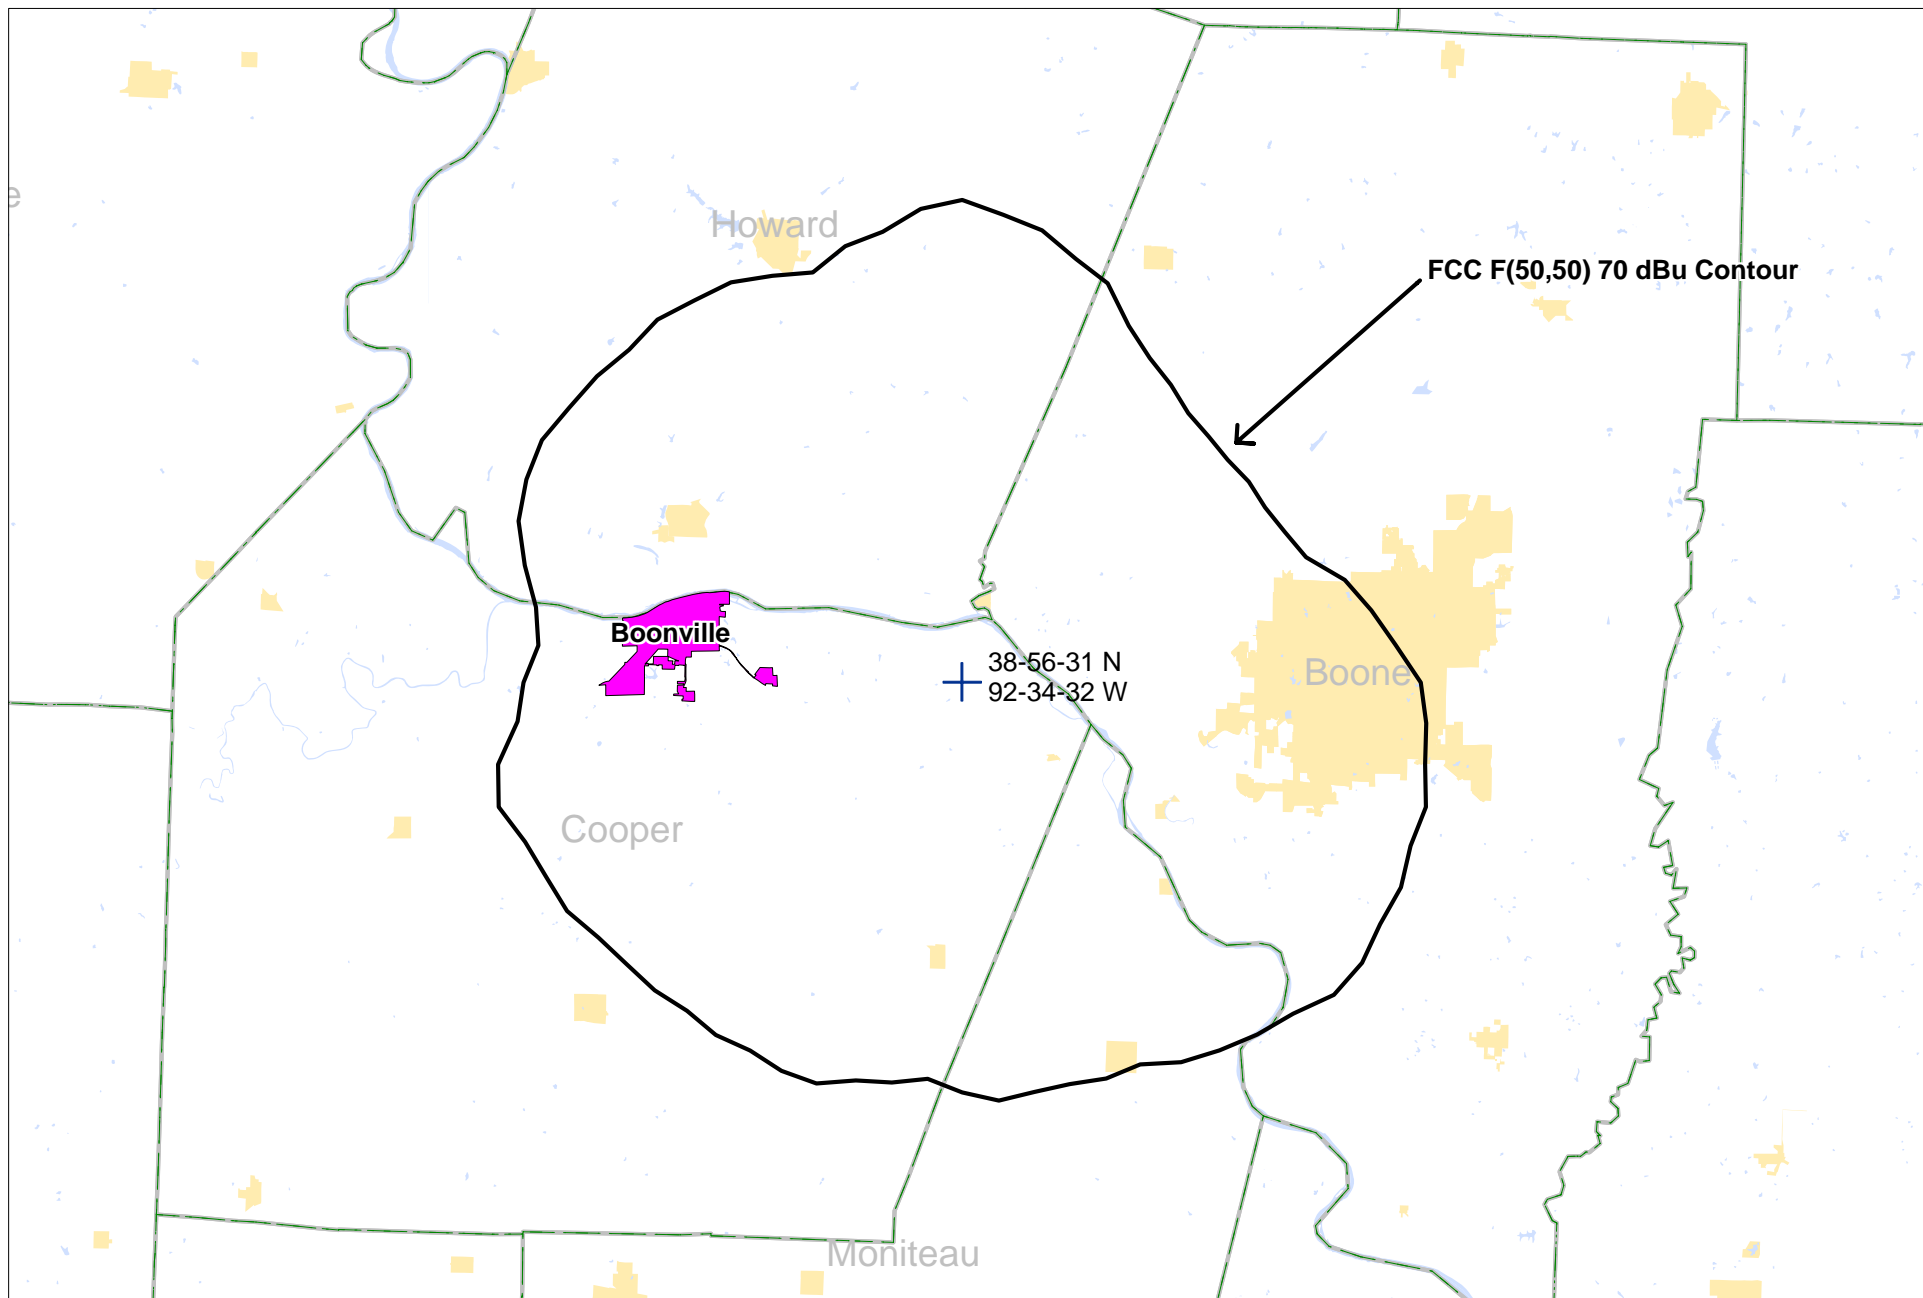 e
Howard
FCC F(50,50) 70 dBu Contour
Boonville
38-56-31 N
92-34-32 W
Boone
Cooper
Moniteau